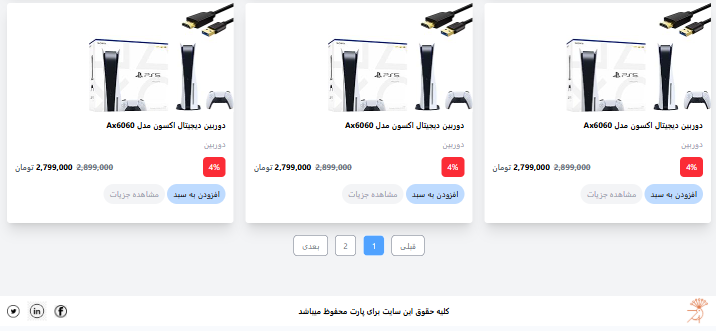 PS5
PS5
PS5
دوربین دیجیتال اکسون مدل Ax6060
دوربین دیجیتال اکسون مدل Ax6060
دوربین دیجیتال اکسون مدل Ax6060
دوربین
دوربین
دوربین
4% 2,899,000 2,799,000 تومان
4% 2,899,000 2,799,000 تومان
4% 2,899,000 2,799,000 تومان
افزودن به سبد مشاهده جزیات
افزودن به سبد مشاهده جزیات
افزودن به سبد مشاهده جزیات
قبلی 1 2 بعدی
کلیه حقوق این سایت برای پارت محفوظ میباشد